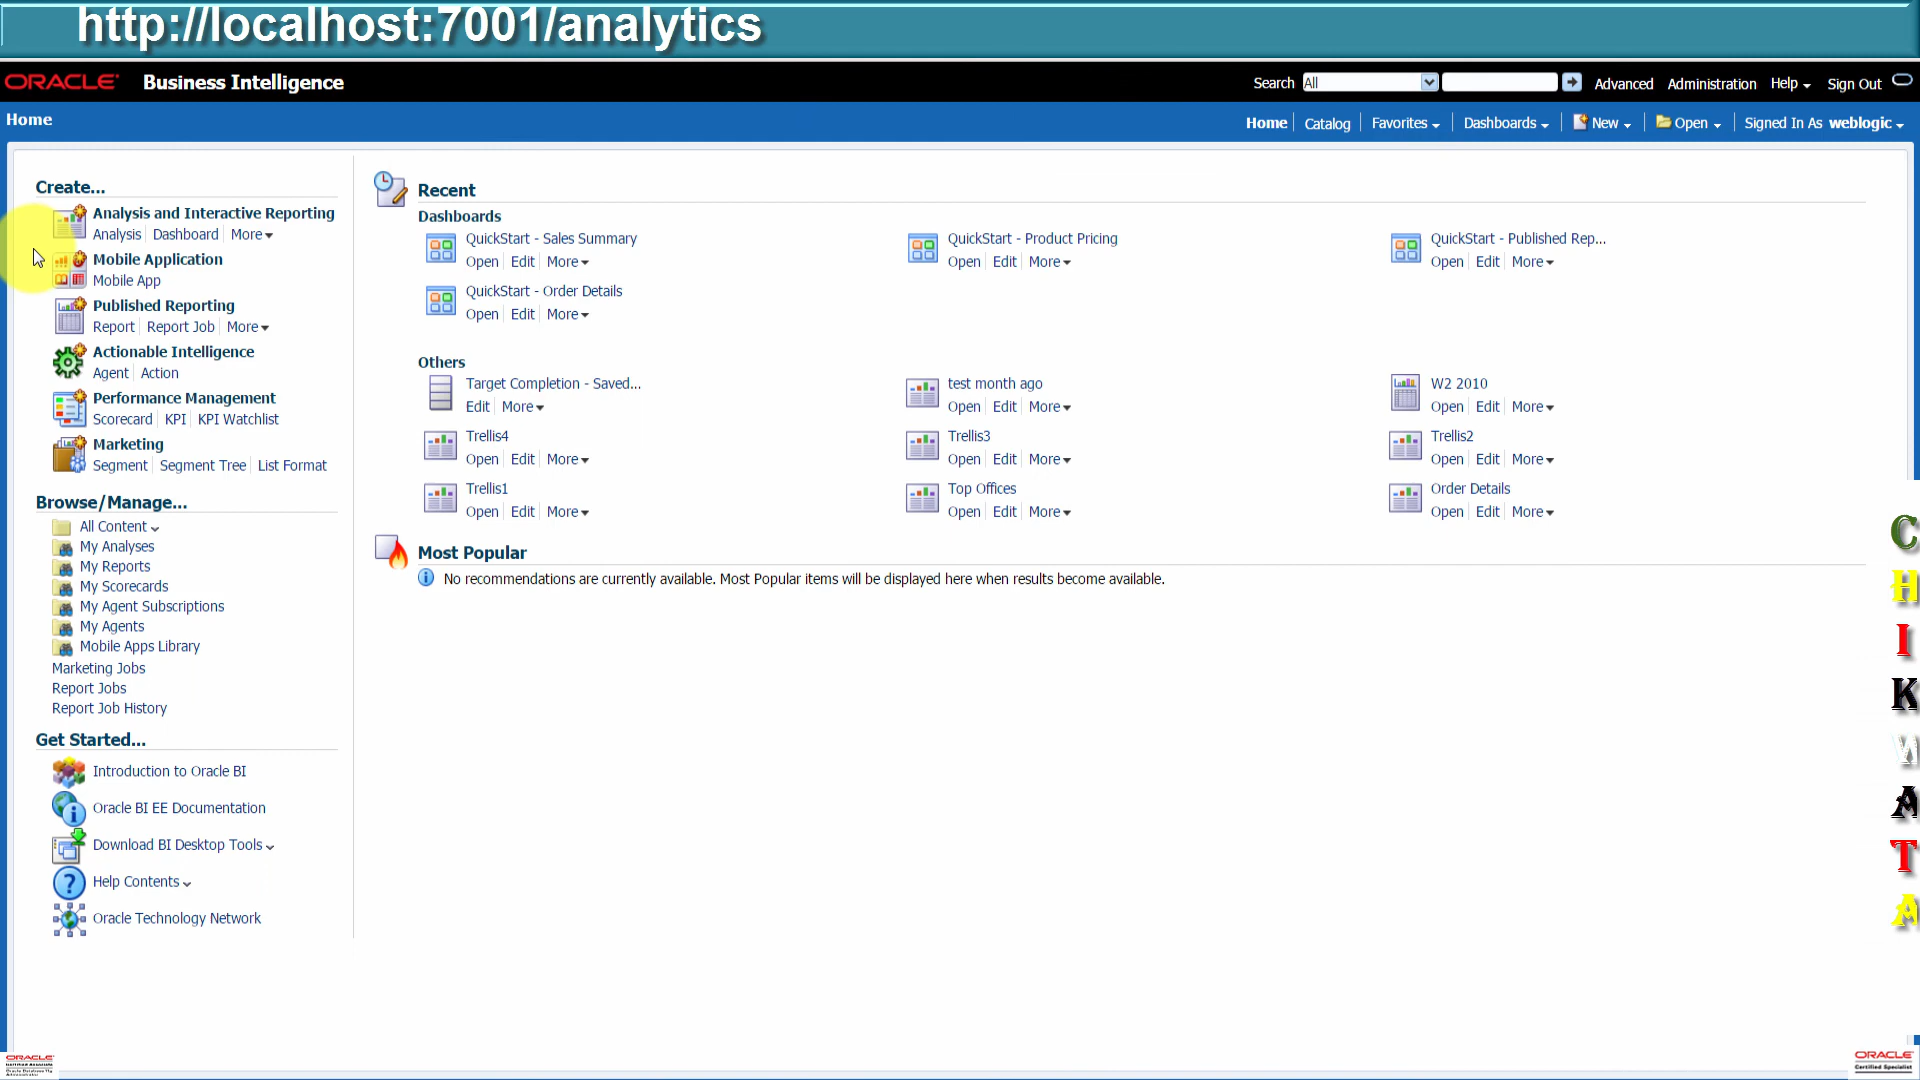 http://localhost:7001/analytics
ORACLE Business Intelligence
Search All Advanced Administration Help Sign Out
Home
Home Catalog Favorites Dashboards New Open Signed In As weblogic
Create...
Analysis and Interactive Reporting
Analysis Dashboard More
Mobile Application
Mobile App
Published Reporting
Report Report Job More
Actionable Intelligence
Agent Action
Performance Management
Scorecard KPI KPI Watchlist
Marketing
Segment Segment Tree List Format
Browse/Manage...
All Content
My Analyses
My Reports
My Scorecards
My Agent Subscriptions
My Agents
Mobile Apps Library
Marketing Jobs
Report Jobs
Report Job History
Get Started...
Introduction to Oracle BI
Oracle BI EE Documentation
Download BI Desktop Tools
Help Contents
Oracle Technology Network
Recent
Dashboards
QuickStart - Sales Summary
Open Edit More
QuickStart - Product Pricing
Open Edit More
QuickStart - Published Rep...
Open Edit More
QuickStart - Order Details
Open Edit More
Others
Target Completion - Saved...
Edit More
test month ago
Open Edit More
W2 2010
Open Edit More
Trellis4
Open Edit More
Trellis3
Open Edit More
Trellis2
Open Edit More
Trellis1
Open Edit More
Top Offices
Open Edit More
Order Details
Open Edit More
Most Popular
No recommendations are currently available. Most Popular items will be displayed here when results become available.
C
H
I
K
W
A
T
A
ORACLE
Certified Associate
ORACLE
Certified Specialist